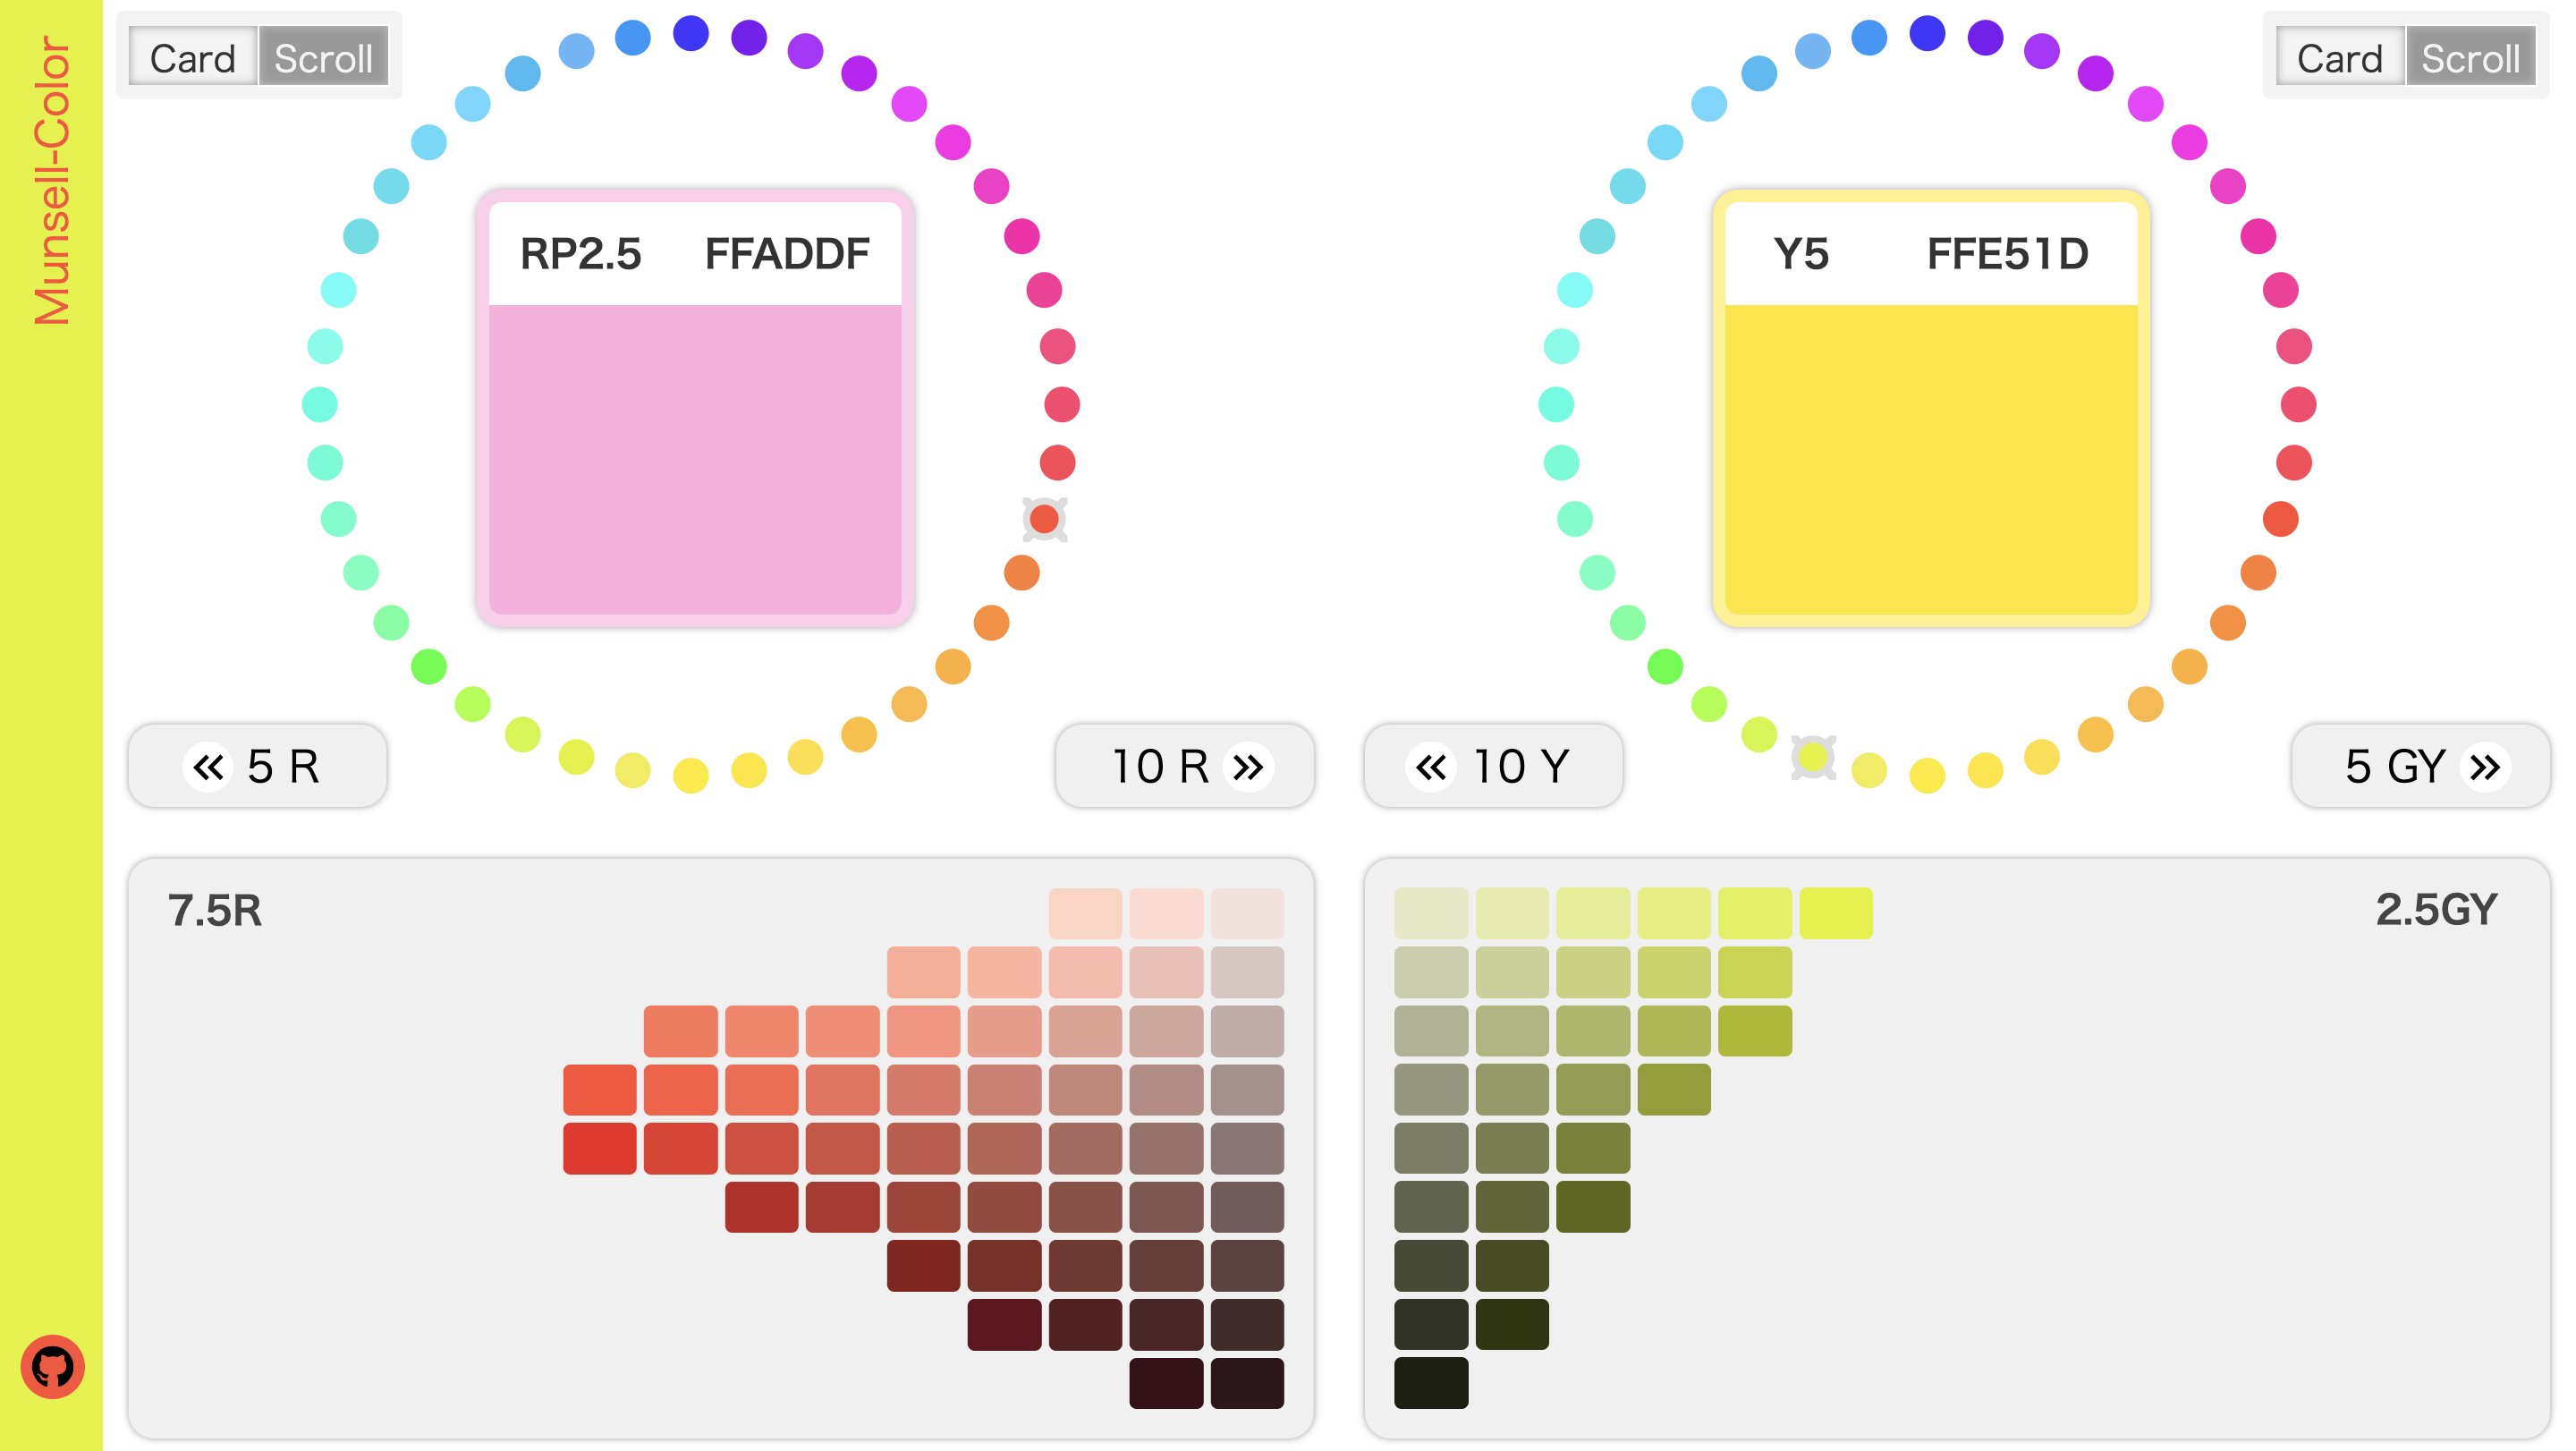 Munsell-Color
Card Scroll
RP2.5 FFADDF
« 5 R
10 R »
7.5R
Card Scroll
Y5 FFE51D
« 10 Y
5 GY »
2.5GY